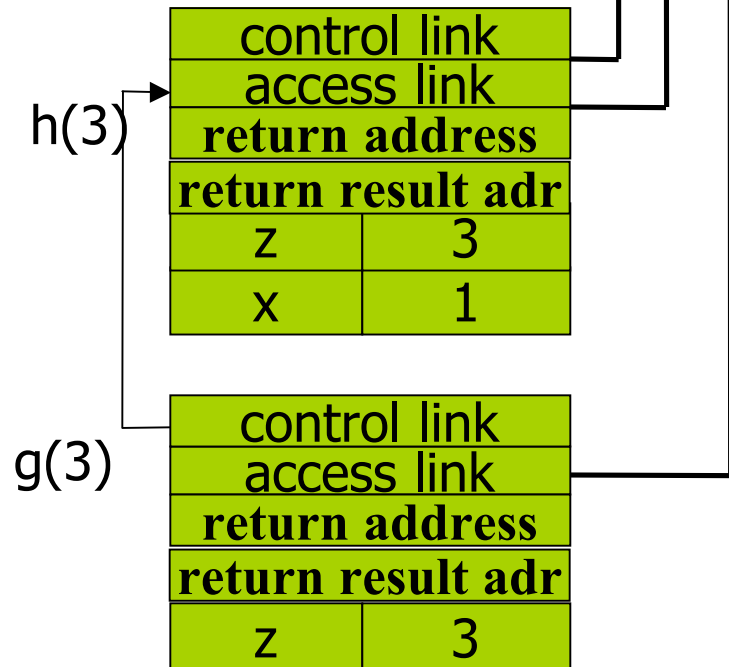 control link
access link
h(3)
return address
return result adr
z 3
x 1
control link
g(3)
access link
return address
return result adr
z 3